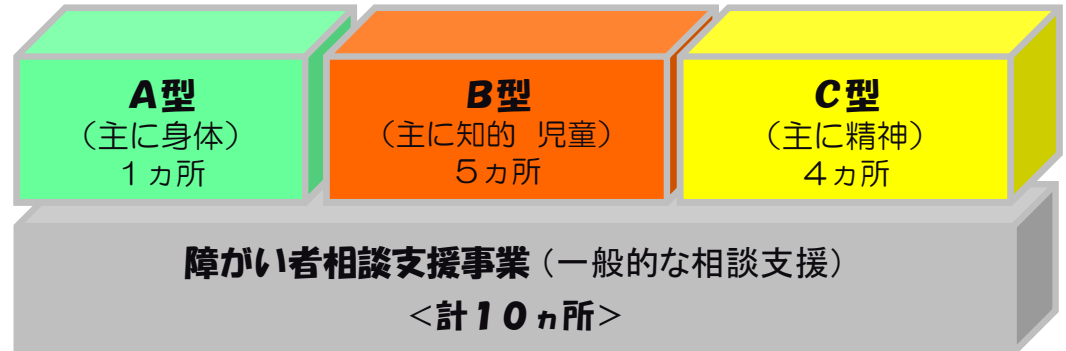 A型
（主に身体）
１ヵ所
B型
（主に知的　児童）
５ヵ所
C型
（主に精神）
４ヵ所
障がい者相談支援事業（一般的な相談支援）
<計１０ヵ所>